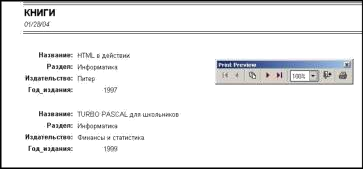 КНИГИ
01/28/04
Название: HTML в действии
Раздел: Информатика
Издательство: Питер
Год_издания: 1997
Print Preview
100%
Название: TURBO PASCAL для школьников
Раздел: Информатика
Издательство: Финансы и статистика
Год_издания: 1999